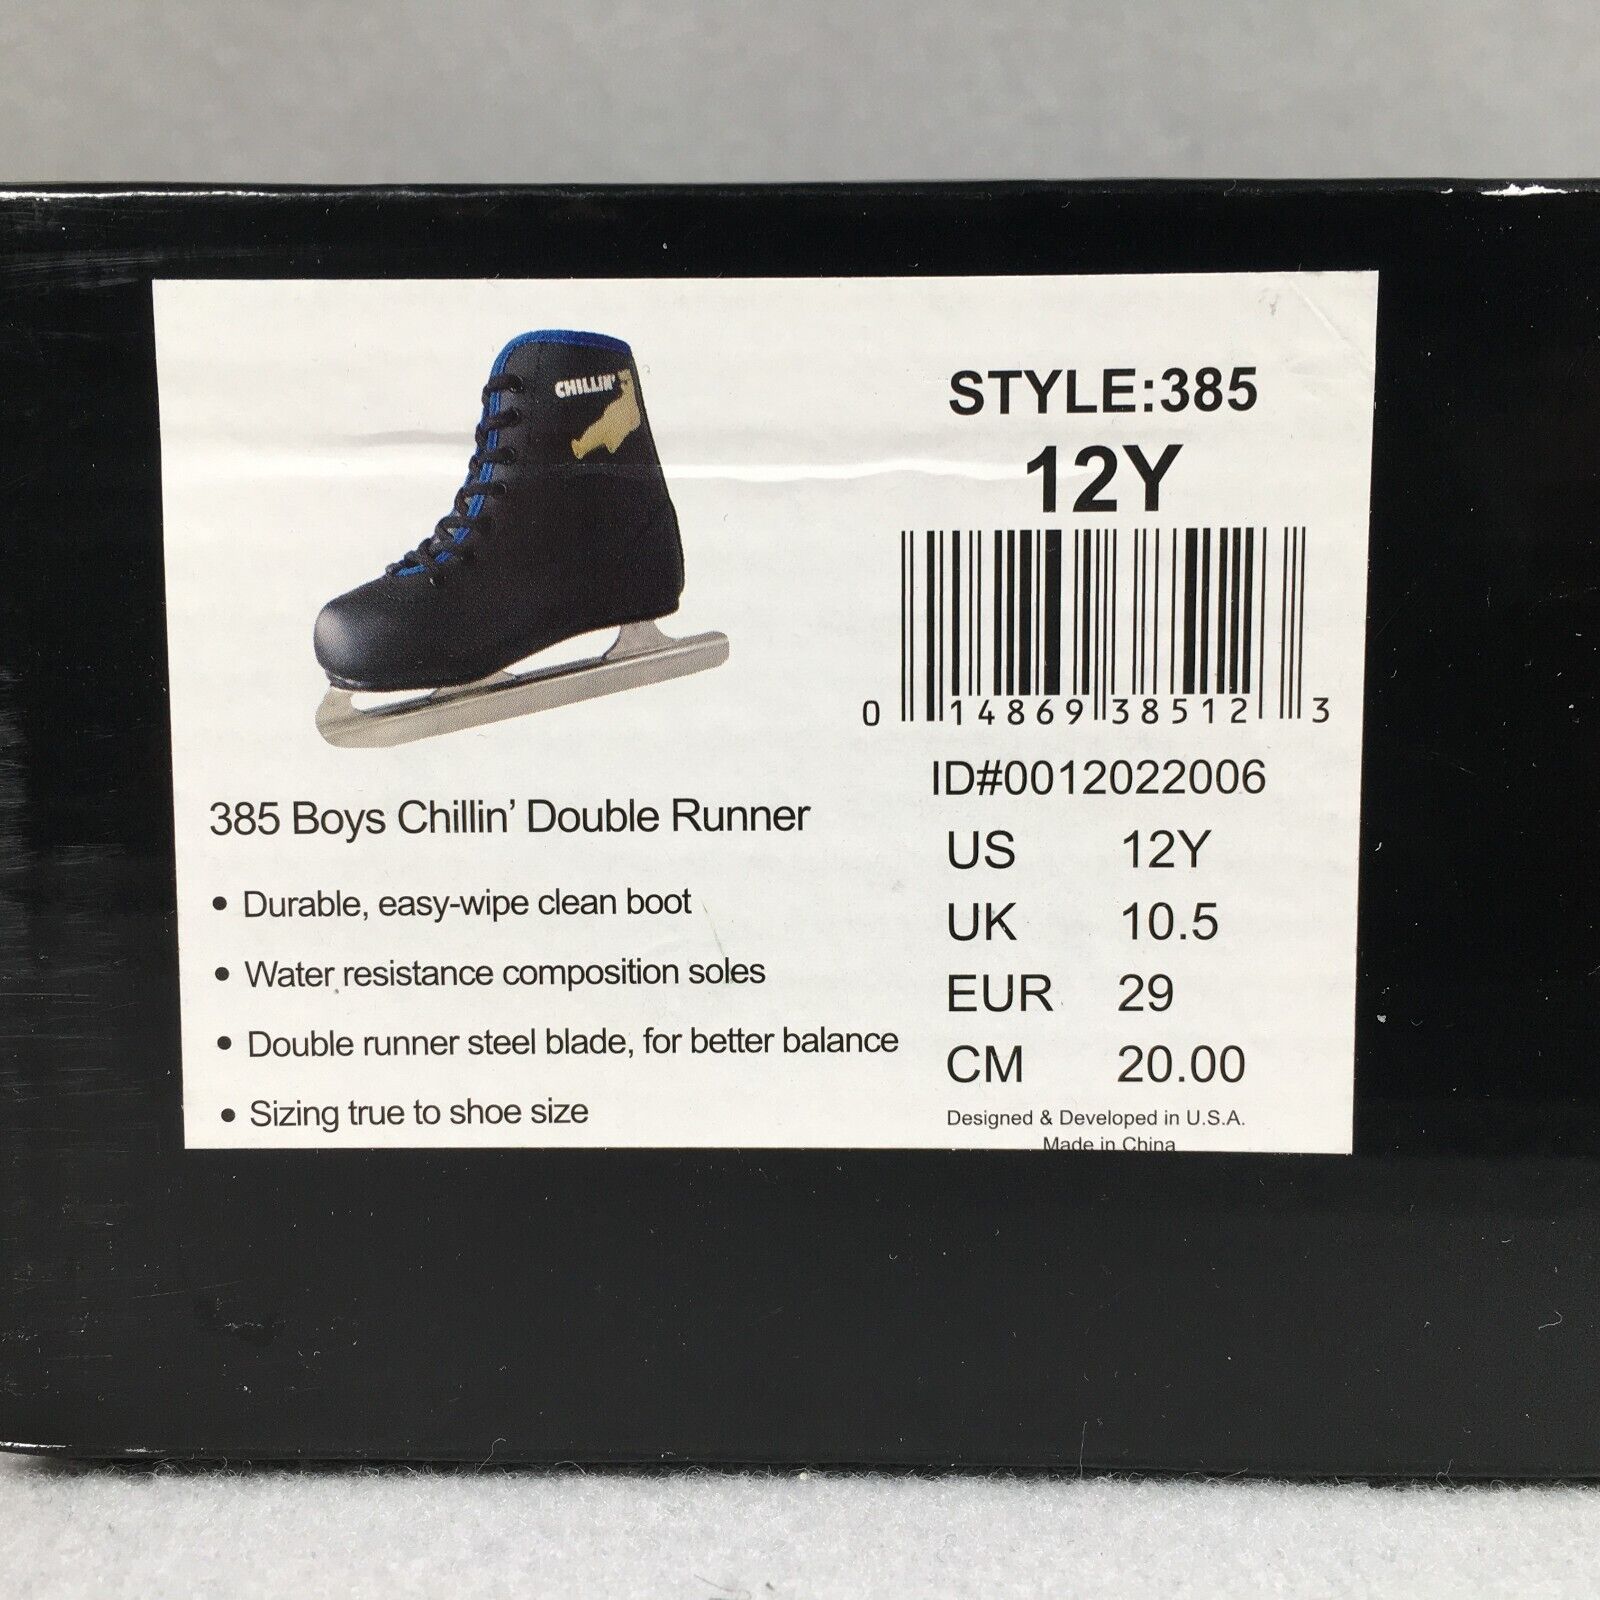 CHILLIN'
STYLE:385
12Y
0 14869 38512 3
ID#0012022006
385 Boys Chillin' Double Runner
• Durable, easy-wipe clean boot
• Water resistance composition soles
• Double runner steel blade, for better balance
• Sizing true to shoe size
US 12Y
UK 10.5
EUR 29
CM 20.00
Designed & Developed in U.S.A.
Made in China